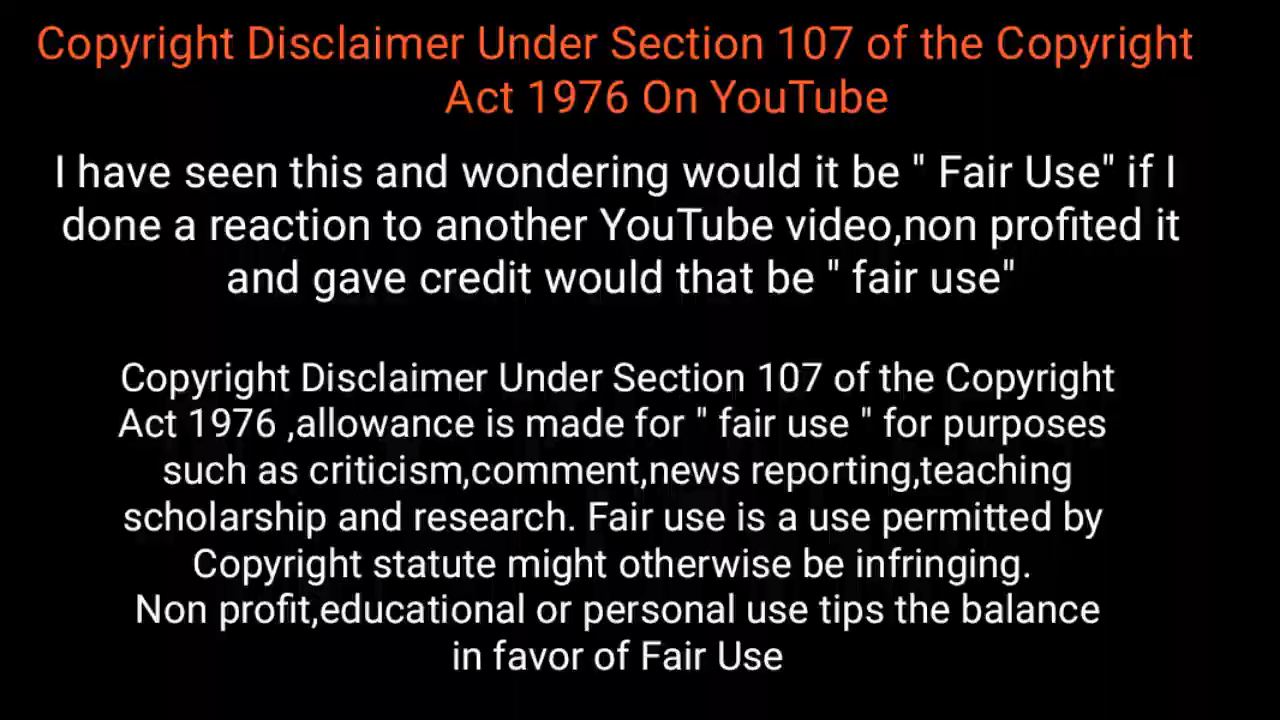 Copyright Disclaimer Under Section 107 of the Copyright
Act 1976 On YouTube
I have seen this and wondering would it be " Fair Use" if I
done a reaction to another YouTube video,non profited it
and gave credit would that be " fair use"
Copyright Disclaimer Under Section 107 of the Copyright
Act 1976 ,allowance is made for " fair use " for purposes
such as criticism,comment,news reporting,teaching
scholarship and research. Fair use is a use permitted by
Copyright statute might otherwise be infringing.
Non profit,educational or personal use tips the balance
in favor of Fair Use